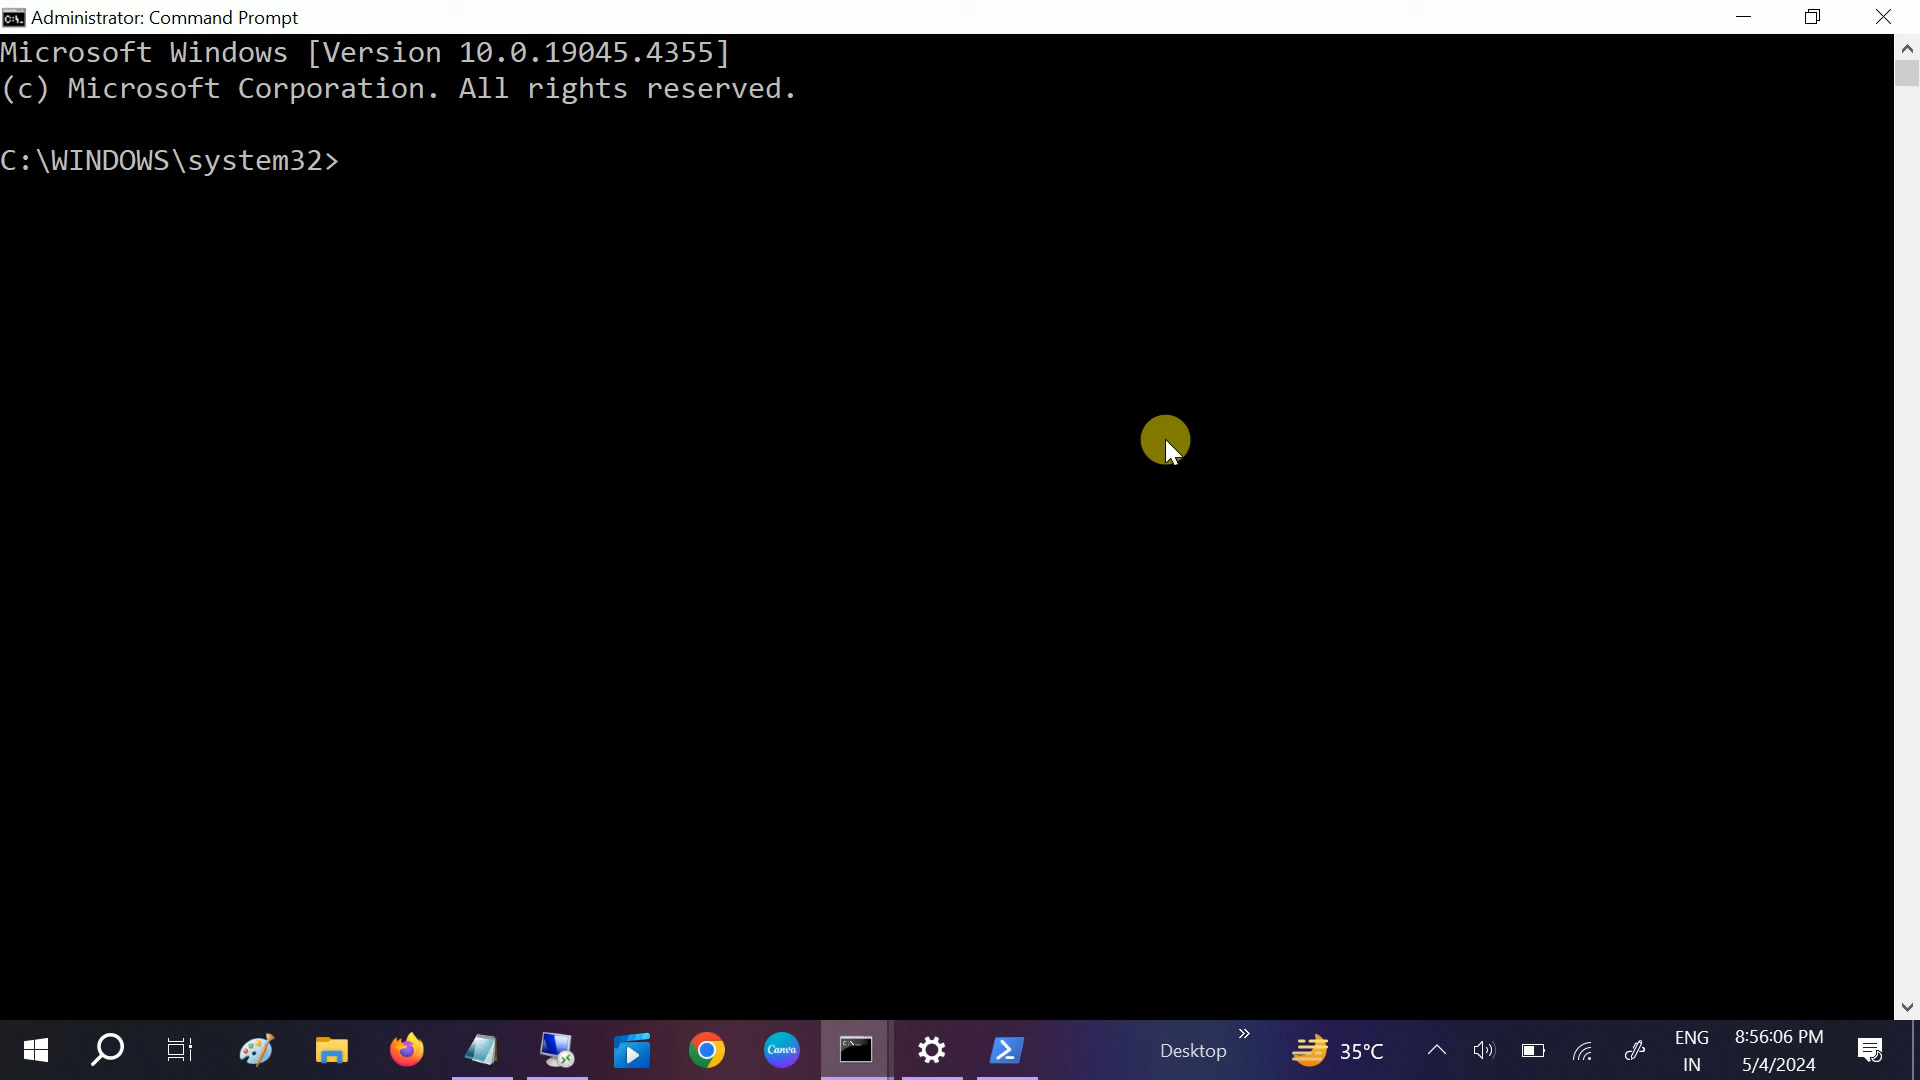 Administrator: Command Prompt
Microsoft Windows [Version 10.0.19045.4355]
(c) Microsoft Corporation. All rights reserved.
C:\WINDOWS\system32>
Canva
Desktop
35°C
ENG
IN
8:56:06 PM
5/4/2024